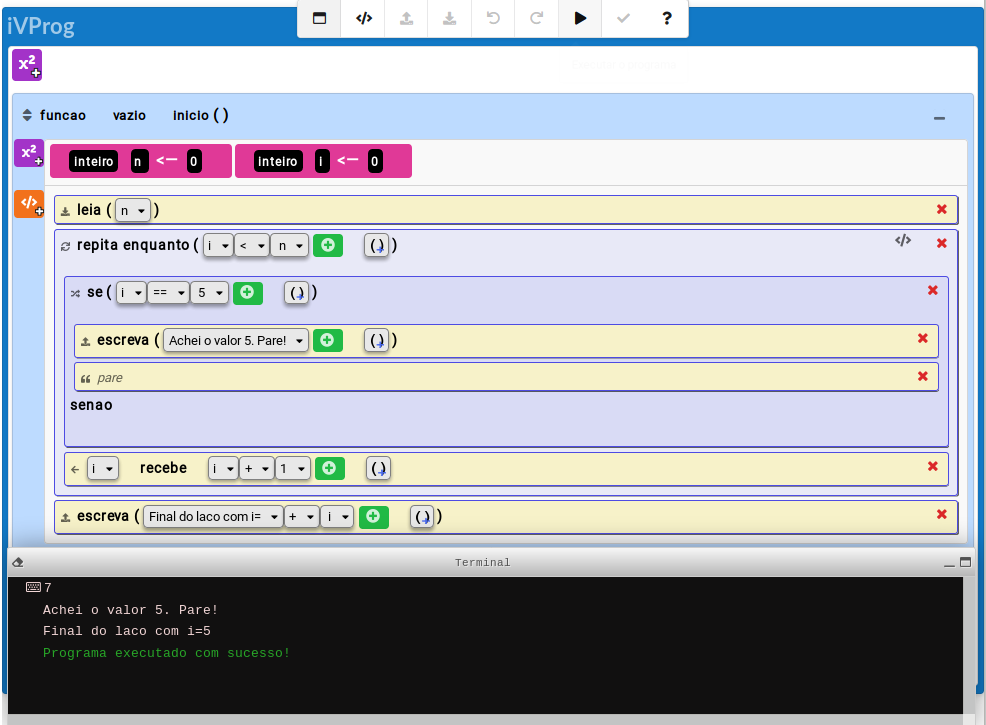 iVProg
</>
?
x²
funcao vazio inicio ( )
x² inteiro n <— 0 inteiro i <— 0
</> leia ( n )
repita enquanto ( i < n () ) </>
se ( i == 5 () )
escreva ( Achei o valor 5. Pare! () )
pare
senao
i recebe i + 1 ()
escreva ( Final do laco com i= + i () )
Terminal
7
Achei o valor 5. Pare!
Final do laco com i=5
Programa executado com sucesso!